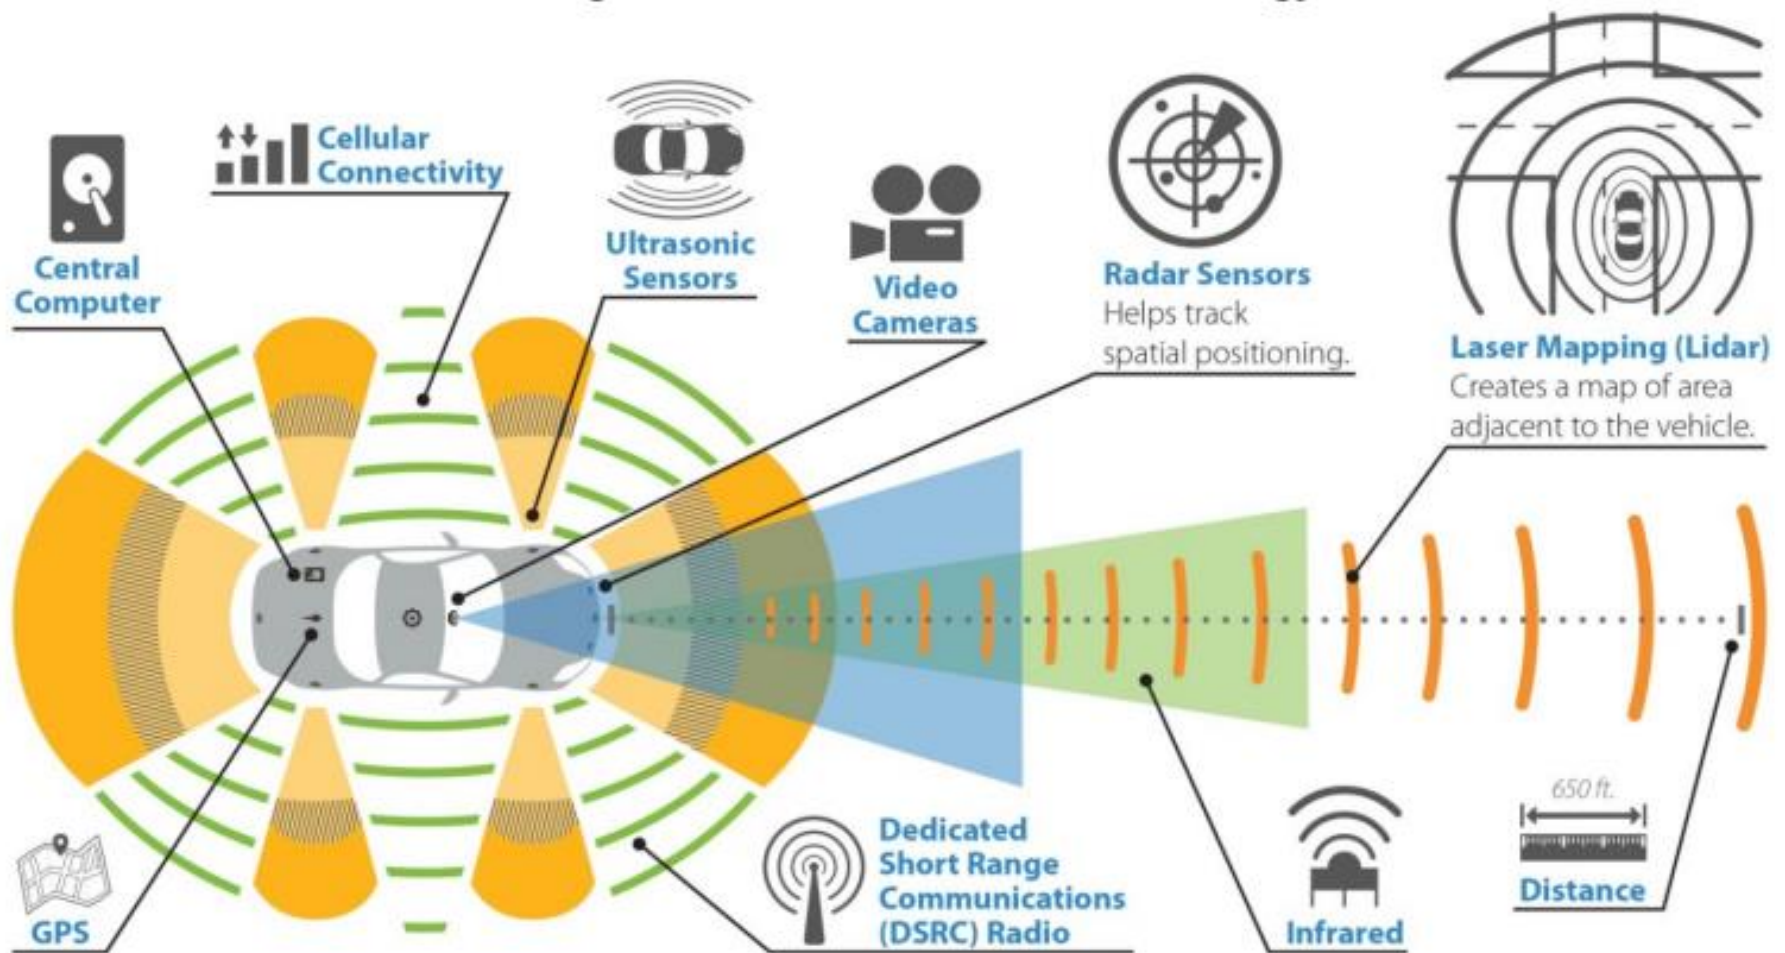 Cellular
Connectivity
Central
Computer
Ultrasonic
Sensors
Video
Cameras
Radar Sensors
Helps track
spatial positioning.
Laser Mapping (Lidar)
Creates a map of area
adjacent to the vehicle.
GPS
Dedicated
Short Range
Communications
(DSRC) Radio
Infrared
650 ft.
Distance